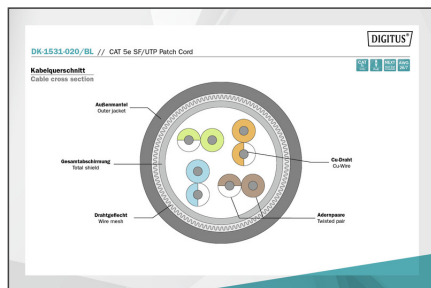 DIGITUS®
DK-1531-020/BL // CAT 5e SF/UTP Patch Cord
Kabelquerschnitt
Cable cross section
Außenmantel
Outer jacket
Gesamtabschirmung
Total shield
Drahtgeflecht
Wire mesh
Cu-Draht
Cu-Wire
Adernpaare
Twisted pair